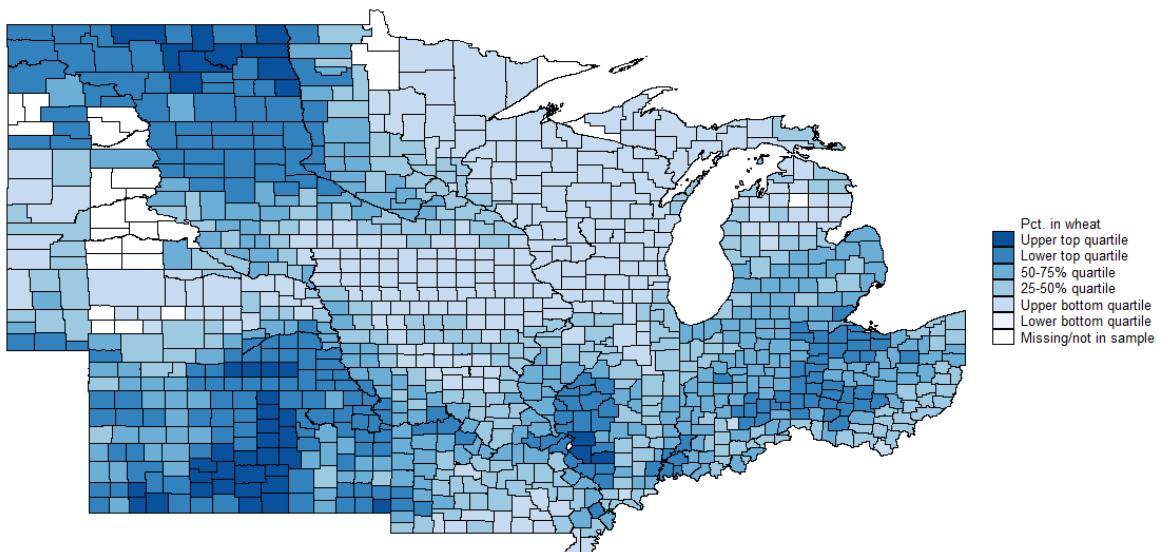 Pct. in wheat
Upper top quartile
Lower top quartile
50-75% quartile
25-50% quartile
Upper bottom quartile
Lower bottom quartile
Missing/not in sample